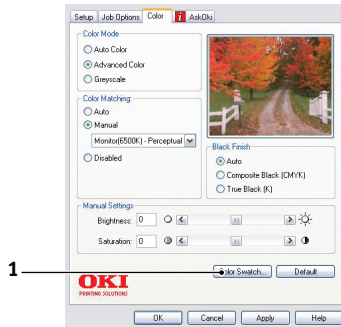 Setup Job Options Color i AskOki
Color Mode
Auto Color
Advanced Color
Greyscale
Color Matching
Auto
Manual
Monitor(6500K) - Perceptual
Disabled
Black Finish
Auto
Composite Black (CMYK)
True Black (K)
Manual Settings
Brightness: 0
Saturation: 0
1
Color Swatch... Default
OKI
PRINTING SOLUTIONS
OK Cancel Apply Help